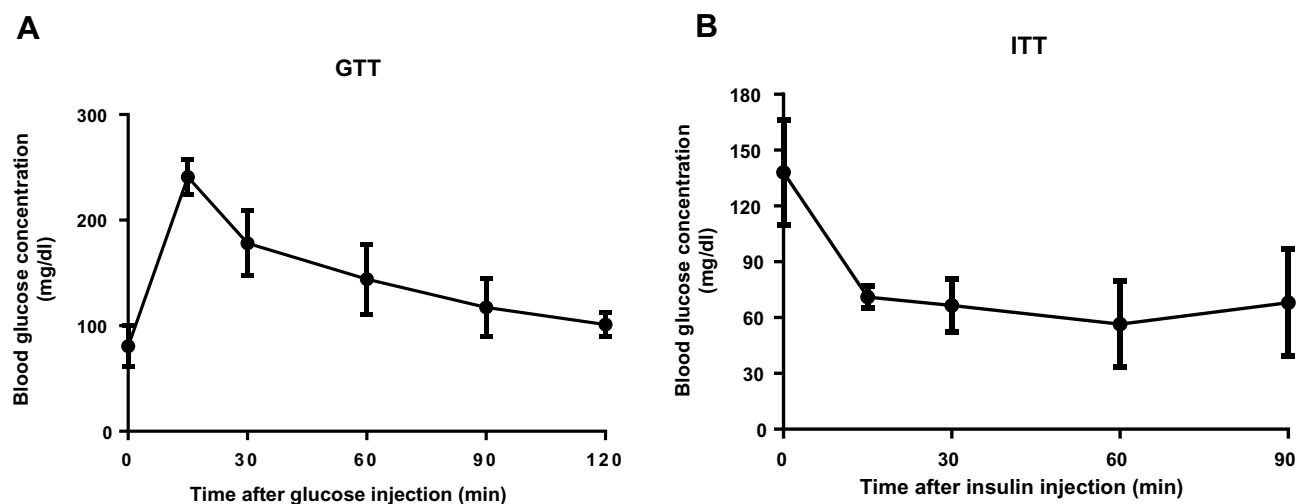 A
GTT
Blood glucose concentration
(mg/dl)
300
200
100
0
0 30 60 90 120
Time after glucose injection (min)
B
ITT
Blood glucose concentration
(mg/dl)
180
150
120
90
60
30
0
0 30 60 90
Time after insulin injection (min)